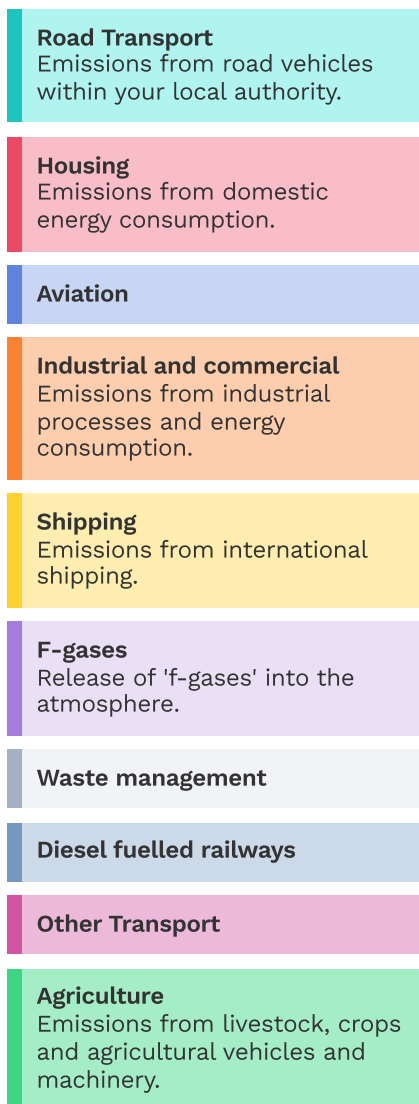 Road Transport
Emissions from road vehicles
within your local authority.
Housing
Emissions from domestic
energy consumption.
Aviation
Industrial and commercial
Emissions from industrial
processes and energy
consumption.
Shipping
Emissions from international
shipping.
F-gases
Release of 'f-gases' into the
atmosphere.
Waste management
Diesel fuelled railways
Other Transport
Agriculture
Emissions from livestock, crops
and agricultural vehicles and
machinery.